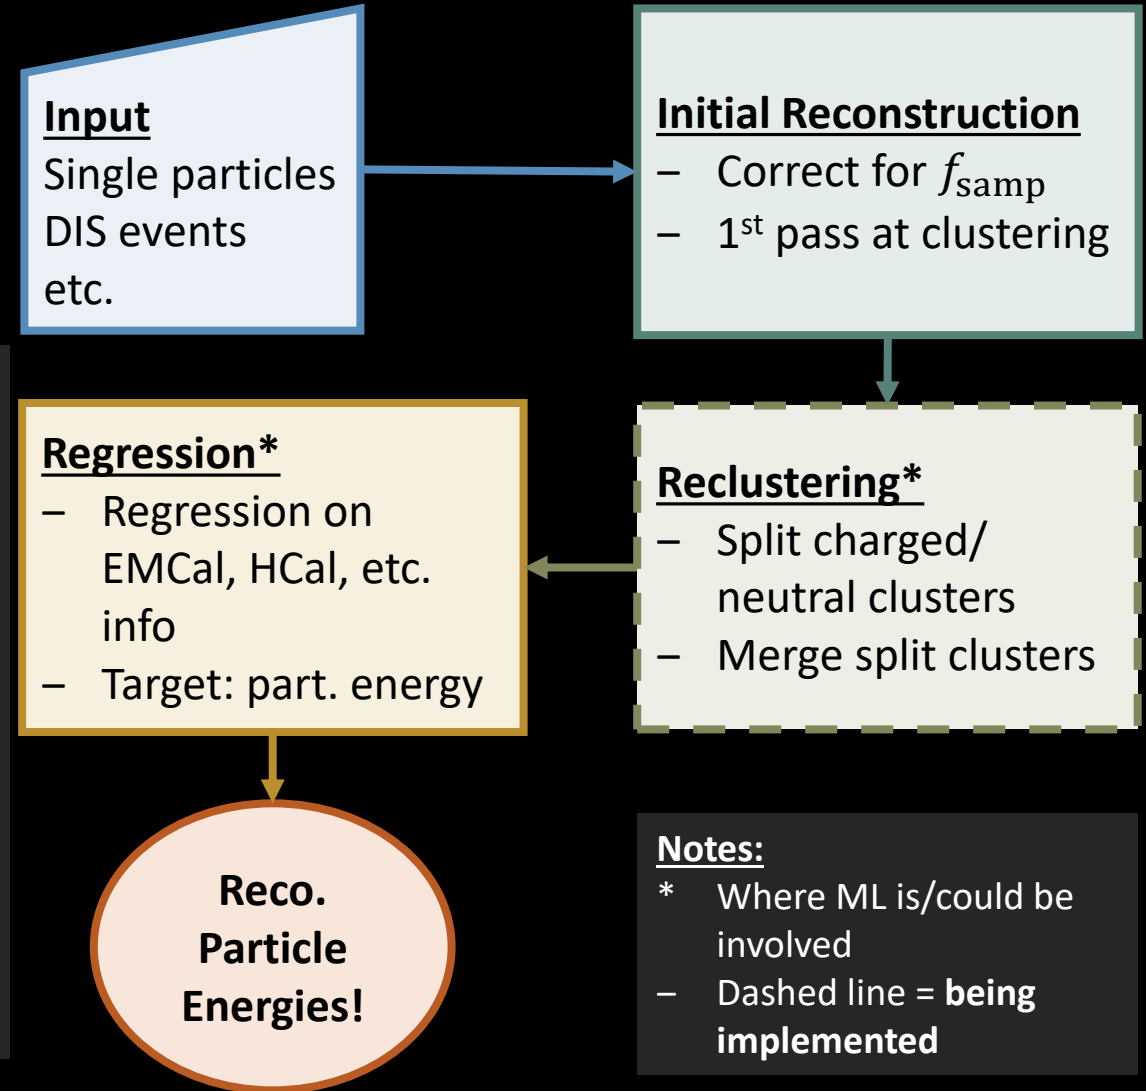 Input
Single particles
DIS events
etc.
Initial Reconstruction
– Correct for f_samp
– 1st pass at clustering
Reclustering*
– Split charged/
neutral clusters
– Merge split clusters
Regression*
– Regression on
EMCal, HCal, etc.
info
– Target: part. energy
Reco.
Particle
Energies!
Notes:
* Where ML is/could be
involved
– Dashed line = being
implemented